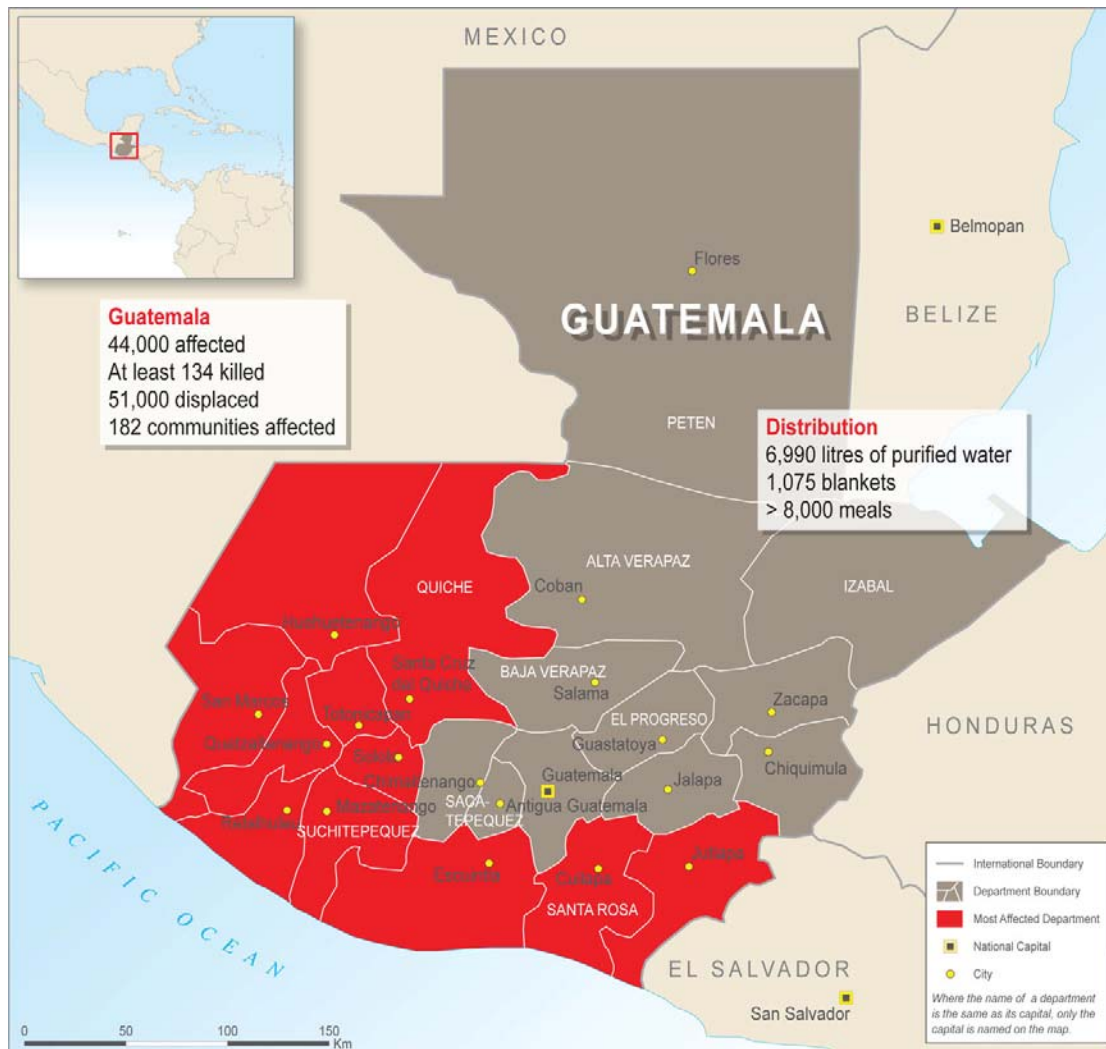 MEXICO
Belmopan
Flores
GUATEMALA
BELIZE
Guatemala
44,000 affected
At least 134 killed
51,000 displaced
182 communities affected
PETEN
Distribution
6,990 litres of purified water
1,075 blankets
> 8,000 meals
ALTA VERAPAZ
QUICHE
Coban
IZABAL
Huehuetenango
Santa Cruz
del Quiche
BAJA VERAPAZ
Salama
San Marcos
Totonicapan
Zacapa
EL PROGRESO
HONDURAS
Quetzaltenango
Guastatoya
Solola
Chiquimula
Chimaltenango
Guatemala
Jalapa
SACA-
TEPEQUEZ
Antigua Guatemala
Mazatenango
Retalhuleu
SUCHITEPEQUEZ
PACIFIC OCEAN
Escuintla
Cuilapa
Jutiapa
SANTA ROSA
EL SALVADOR
San Salvador
International Boundary
Department Boundary
Most Affected Department
National Capital
City
Where the name of a department
is the same as its capital, only the
capital is named on the map.
0 50 100 150
Km